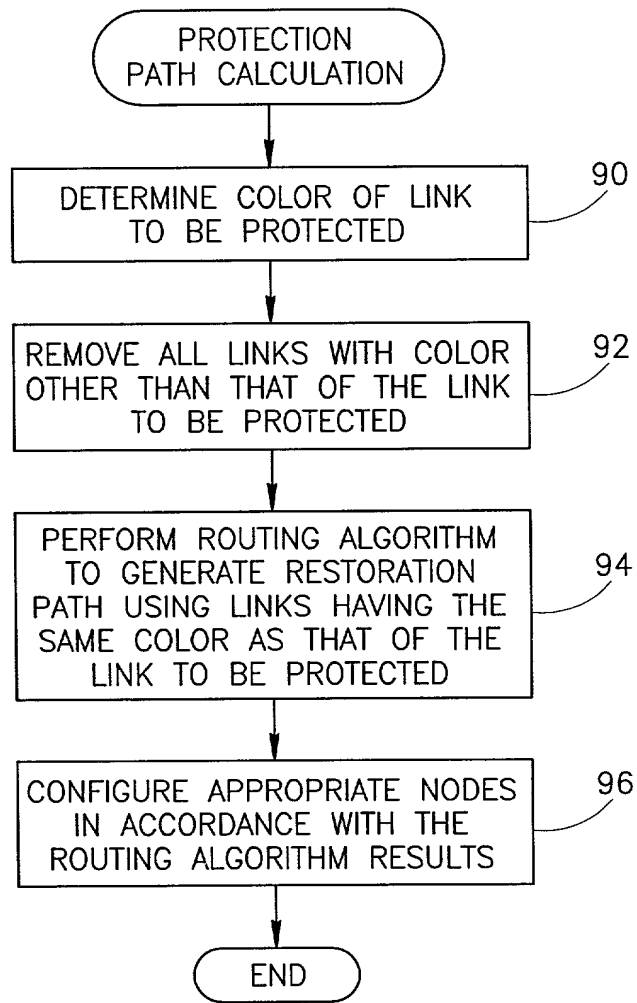 PROTECTION
PATH CALCULATION
DETERMINE COLOR OF LINK
TO BE PROTECTED
90
REMOVE ALL LINKS WITH COLOR
OTHER THAN THAT OF THE LINK
TO BE PROTECTED
92
PERFORM ROUTING ALGORITHM
TO GENERATE RESTORATION
PATH USING LINKS HAVING THE
SAME COLOR AS THAT OF THE
LINK TO BE PROTECTED
94
CONFIGURE APPROPRIATE NODES
IN ACCORDANCE WITH THE
ROUTING ALGORITHM RESULTS
96
END